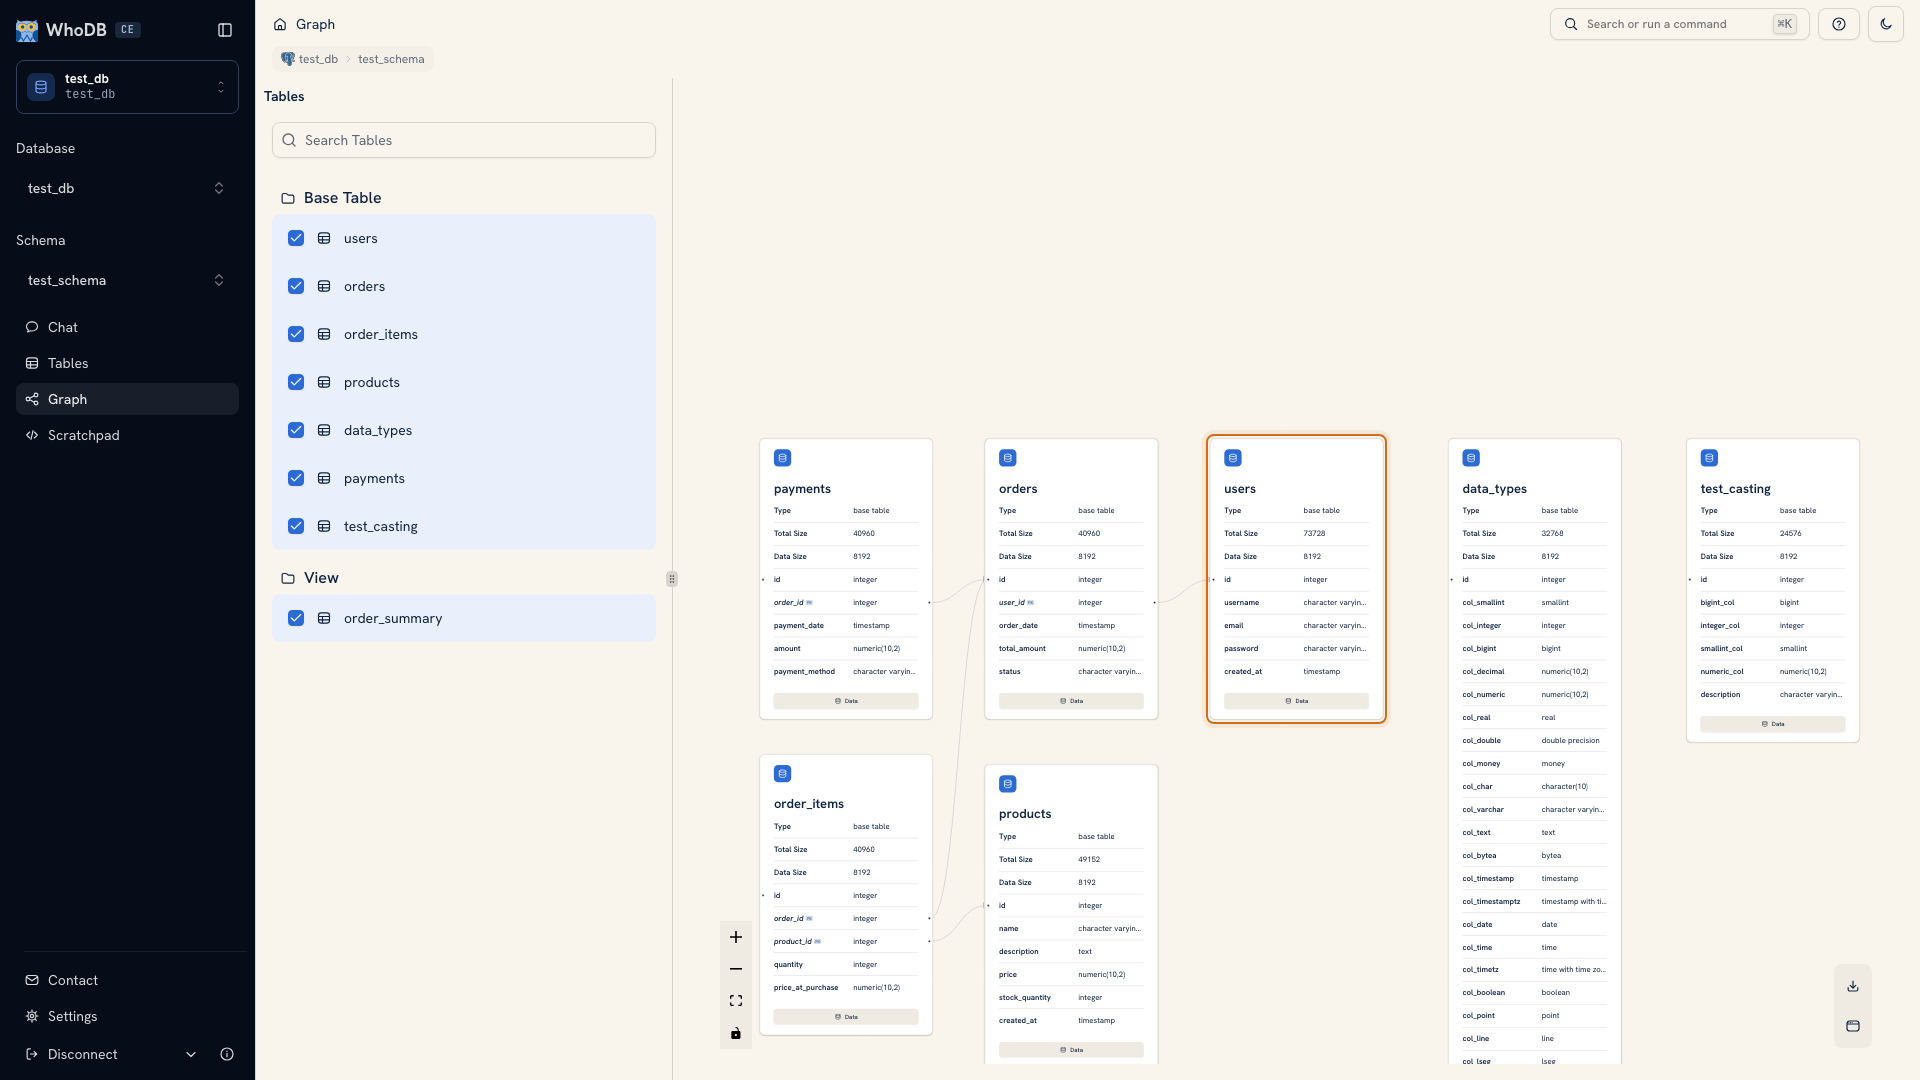 WhoDB CE
test_db
test_db
Database
test_db
Schema
test_schema
Chat
Tables
Graph
Scratchpad
Contact
Settings
Disconnect
Graph
Search or run a command ⌘K
test_db test_schema
Tables
Search Tables
Base Table
users
orders
order_items
products
data_types
payments
test_casting
View
order_summary
payments
Type base table
Total Size 40960
Data Size 8192
id integer
order_id integer
payment_date timestamp
amount numeric(10,2)
payment_method character varyin...
Data
orders
Type base table
Total Size 40960
Data Size 8192
id integer
user_id integer
order_date timestamp
total_amount numeric(10,2)
status character varyin...
Data
users
Type base table
Total Size 73728
Data Size 8192
id integer
username character varyin...
email character varyin...
password character varyin...
created_at timestamp
Data
data_types
Type base table
Total Size 32768
Data Size 8192
id integer
col_smallint smallint
col_integer integer
col_bigint bigint
col_decimal numeric(10,2)
col_numeric numeric(10,2)
col_real real
col_double double precision
col_money money
col_char character(10)
col_varchar character varyin...
col_text text
col_bytea bytea
col_timestamp timestamp
col_timestamptz timestamp with ti...
col_date date
col_time time
col_timetz time with time zo...
col_boolean boolean
col_point point
col_line line
col_lseg lseg
test_casting
Type base table
Total Size 24576
Data Size 8192
id integer
bigint_col bigint
integer_col integer
smallint_col smallint
numeric_col numeric(10,2)
description character varyin...
Data
order_items
Type base table
Total Size 40960
Data Size 8192
id integer
order_id integer
product_id integer
quantity integer
price_at_purchase numeric(10,2)
Data
products
Type base table
Total Size 49152
Data Size 8192
id integer
name character varyin...
description text
price numeric(10,2)
stock_quantity integer
created_at timestamp
Data